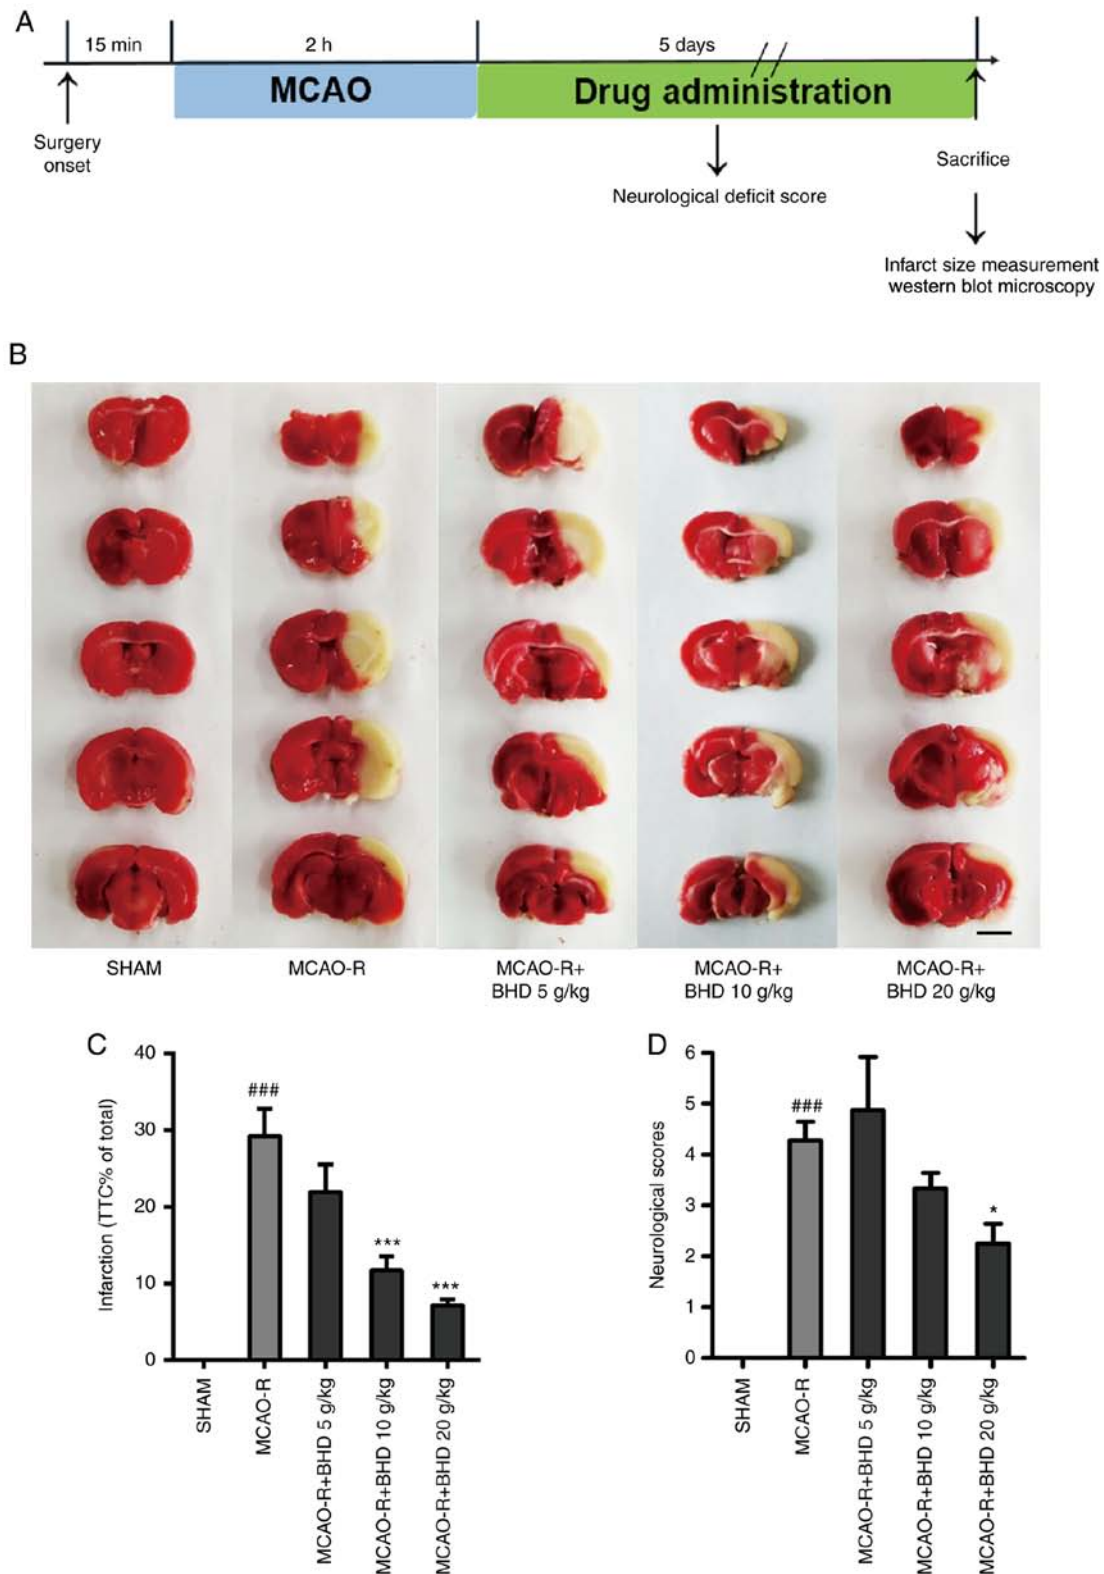 A
15 min
2 h
5 days
MCAO
Drug administration
Surgery
onset
Neurological deficit score
Sacrifice
Infarct size measurement
western blot microscopy
B
SHAM
MCAO-R
MCAO-R+
BHD 5 g/kg
MCAO-R+
BHD 10 g/kg
MCAO-R+
BHD 20 g/kg
C
Infarction (TTC% of total)
40
30
20
10
0
###
***
***
SHAM
MCAO-R
MCAO-R+BHD 5 g/kg
MCAO-R+BHD 10 g/kg
MCAO-R+BHD 20 g/kg
D
Neurological scores
6
5
4
3
2
1
0
###
*
SHAM
MCAO-R
MCAO-R+BHD 5 g/kg
MCAO-R+BHD 10 g/kg
MCAO-R+BHD 20 g/kg